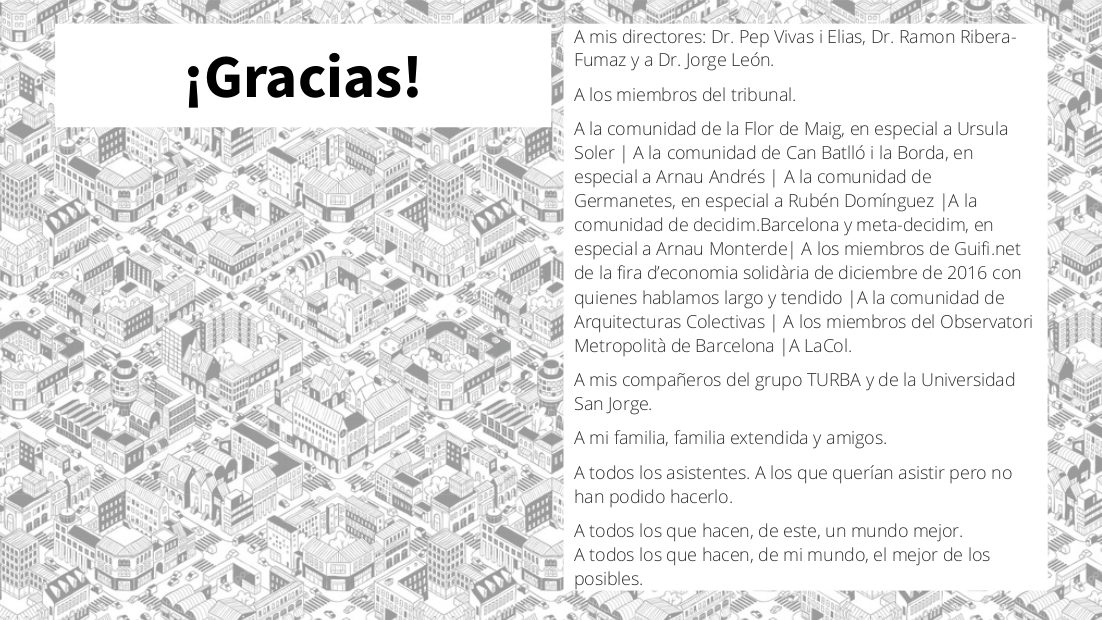 ¡Gracias!
A mis directores: Dr. Pep Vivas i Elias, Dr. Ramon Ribera-
Fumaz y a Dr. Jorge León.
A los miembros del tribunal.
A la comunidad de la Flor de Maig, en especial a Ursula
Soler | A la comunidad de Can Batlló i la Borda, en
especial a Arnau Andrés | A la comunidad de
Germanetes, en especial a Rubén Domínguez |A la
comunidad de decidim.Barcelona y meta-decidim, en
especial a Arnau Monterde| A los miembros de Guifi.net
de la fira d’economia solidària de diciembre de 2016 con
quienes hablamos largo y tendido |A la comunidad de
Arquitecturas Colectivas | A los miembros del Observatori
Metropolità de Barcelona |A LaCol.
A mis compañeros del grupo TURBA y de la Universidad
San Jorge.
A mi familia, familia extendida y amigos.
A todos los asistentes. A los que querían asistir pero no
han podido hacerlo.
A todos los que hacen, de este, un mundo mejor.
A todos los que hacen, de mi mundo, el mejor de los
posibles.